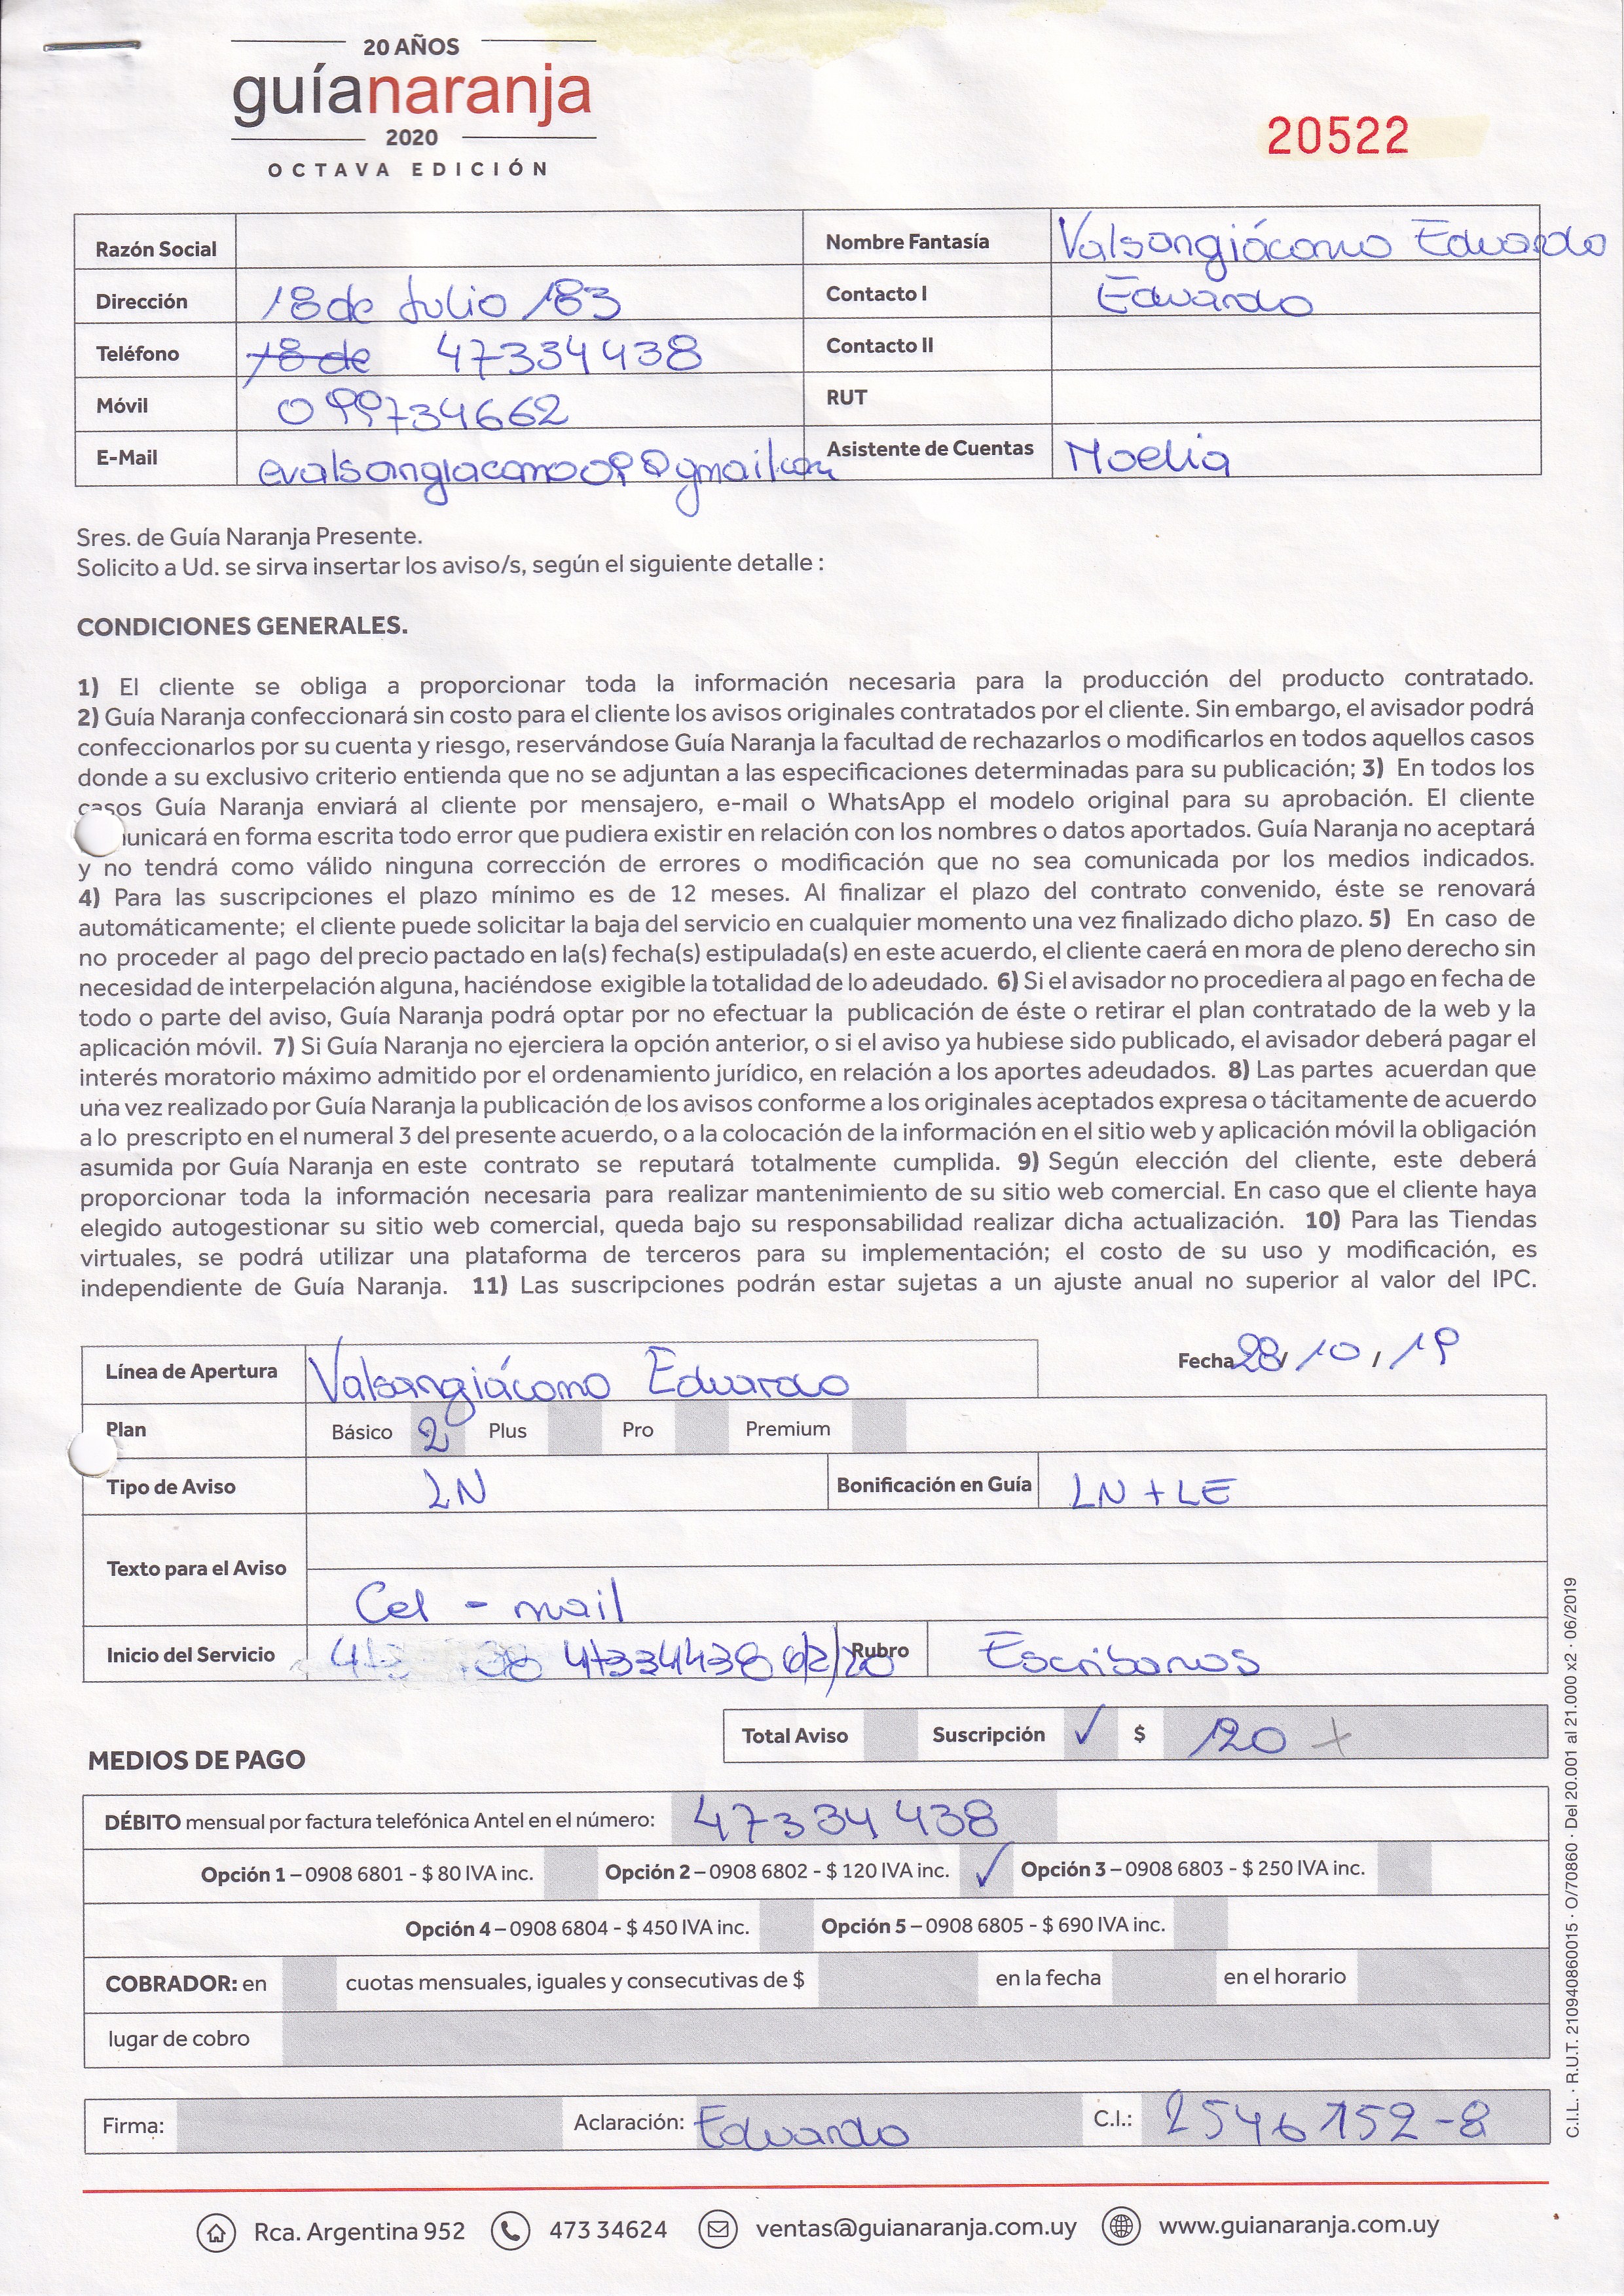 20 AÑOS
guíanaranja
2020
OCTAVA EDICIÓN
20522
Razón Social
Nombre Fantasía Valsangiácomo Eduardo
Dirección 18 de Julio 183
Contacto I Eduardo
Teléfono 18 de 47334438
Contacto II
Móvil 099734662
RUT
E-Mail evalsangiacomo09@gmail.com
Asistente de Cuentas Noelia
Sres. de Guía Naranja Presente.
Solicito a Ud. se sirva insertar los aviso/s, según el siguiente detalle :
CONDICIONES GENERALES.
1) El cliente se obliga a proporcionar toda la información necesaria para la producción del producto contratado.
2) Guía Naranja confeccionará sin costo para el cliente los avisos originales contratados por el cliente. Sin embargo, el avisador podrá
confeccionarlos por su cuenta y riesgo, reservándose Guía Naranja la facultad de rechazarlos o modificarlos en todos aquellos casos
donde a su exclusivo criterio entienda que no se adjuntan a las especificaciones determinadas para su publicación; 3) En todos los
casos Guía Naranja enviará al cliente por mensajero, e-mail o WhatsApp el modelo original para su aprobación. El cliente
unicará en forma escrita todo error que pudiera existir en relación con los nombres o datos aportados. Guía Naranja no aceptará
y no tendrá como válido ninguna corrección de errores o modificación que no sea comunicada por los medios indicados.
4) Para las suscripciones el plazo mínimo es de 12 meses. Al finalizar el plazo del contrato convenido, éste se renovará
automáticamente; el cliente puede solicitar la baja del servicio en cualquier momento una vez finalizado dicho plazo. 5) En caso de
no proceder al pago del precio pactado en la(s) fecha(s) estipulada(s) en este acuerdo, el cliente caerá en mora de pleno derecho sin
necesidad de interpelación alguna, haciéndose exigible la totalidad de lo adeudado. 6) Si el avisador no procediera al pago en fecha de
todo o parte del aviso, Guía Naranja podrá optar por no efectuar la publicación de éste o retirar el plan contratado de la web y la
aplicación móvil. 7) Si Guía Naranja no ejerciera la opción anterior, o si el aviso ya hubiese sido publicado, el avisador deberá pagar el
interés moratorio máximo admitido por el ordenamiento jurídico, en relación a los aportes adeudados. 8) Las partes acuerdan que
una vez realizado por Guía Naranja la publicación de los avisos conforme a los originales aceptados expresa o tácitamente de acuerdo
a lo prescripto en el numeral 3 del presente acuerdo, o a la colocación de la información en el sitio web y aplicación móvil la obligación
asumida por Guía Naranja en este contrato se reputará totalmente cumplida. 9) Según elección del cliente, este deberá
proporcionar toda la información necesaria para realizar mantenimiento de su sitio web comercial. En caso que el cliente haya
elegido autogestionar su sitio web comercial, queda bajo su responsabilidad realizar dicha actualización. 10) Para las Tiendas
virtuales, se podrá utilizar una plataforma de terceros para su implementación; el costo de su uso y modificación, es
independiente de Guía Naranja. 11) Las suscripciones podrán estar sujetas a un ajuste anual no superior al valor del IPC.
Línea de Apertura Valsangiácomo Eduardo
Fecha 28/ 10 / 19
Plan Básico 2 Plus Pro Premium
Tipo de Aviso LN Bonificación en Guía LN + LE
Texto para el Aviso
Cel - mail
Inicio del Servicio 47334438 6/2/20 Rubro Escribanos
Total Aviso Suscripción ✓ $ 120
MEDIOS DE PAGO
DÉBITO mensual por factura telefónica Antel en el número: 47334438
Opción 1 – 0908 6801 - $ 80 IVA inc. Opción 2 – 0908 6802 - $ 120 IVA inc. ✓ Opción 3 – 0908 6803 - $ 250 IVA inc.
Opción 4 – 0908 6804 - $ 450 IVA inc. Opción 5 – 0908 6805 - $ 690 IVA inc.
COBRADOR: en cuotas mensuales, iguales y consecutivas de $ en la fecha en el horario
lugar de cobro
Firma: Aclaración: Eduardo C.I.: 2546152-8
C.I.L. · R.U.T. 210940860015 · O/70860 · Del 20.001 al 21.000 x2 · 06/2019
Rca. Argentina 952 473 34624 ventas@guianaranja.com.uy www.guianaranja.com.uy